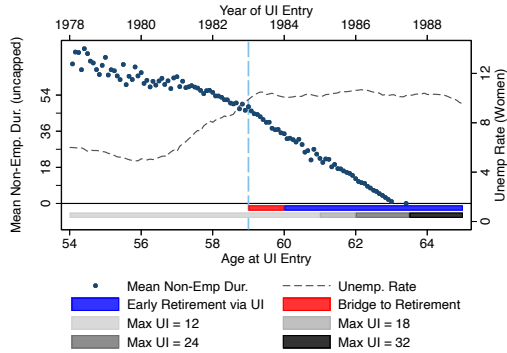 Year of UI Entry
1978 1980 1982 1984 1986 1988
Mean Non-Emp. Dur. (uncapped)
54
36
18
0
12
8
4
0
Unemp Rate (Women)
54 56 58 60 62 64
Age at UI Entry
Mean Non-Emp Dur. Unemp. Rate
Early Retirement via UI Bridge to Retirement
Max UI = 12 Max UI = 18
Max UI = 24 Max UI = 32